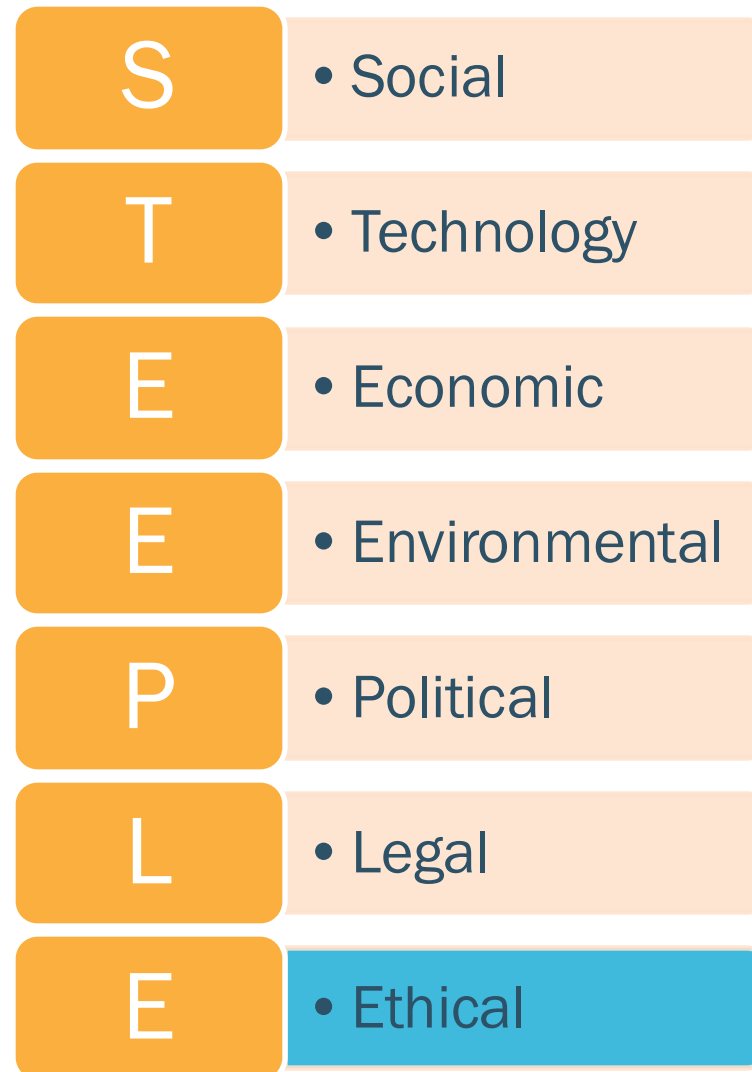 S • Social
T • Technology
E • Economic
E • Environmental
P • Political
L • Legal
E • Ethical